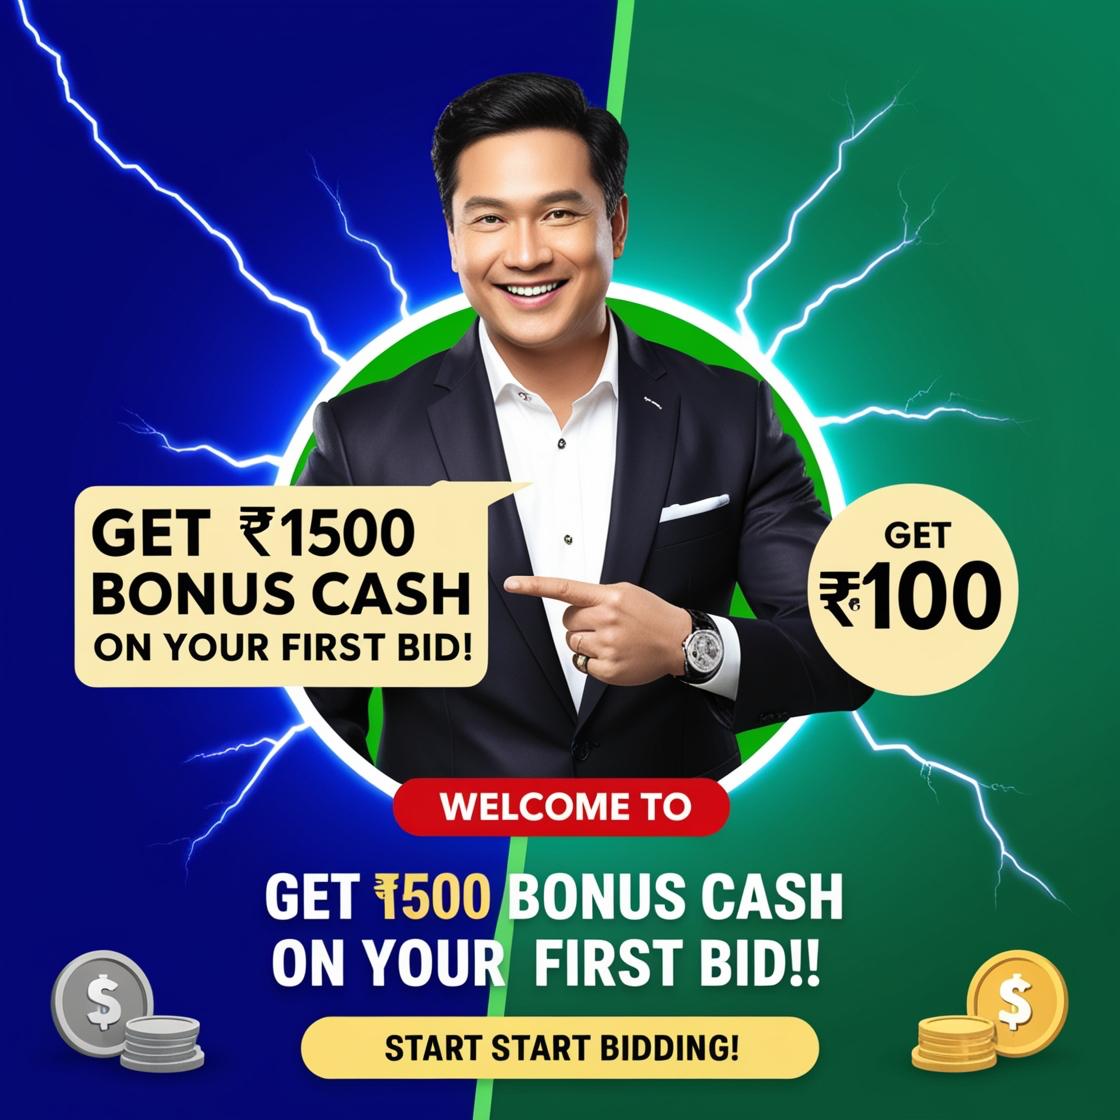 GET ₹1500
BONUS CASH
ON YOUR FIRST BID!
GET
₹100
WELCOME TO
GET ₹500 BONUS CASH
ON YOUR FIRST BID!!
$
$
START START BIDDING!